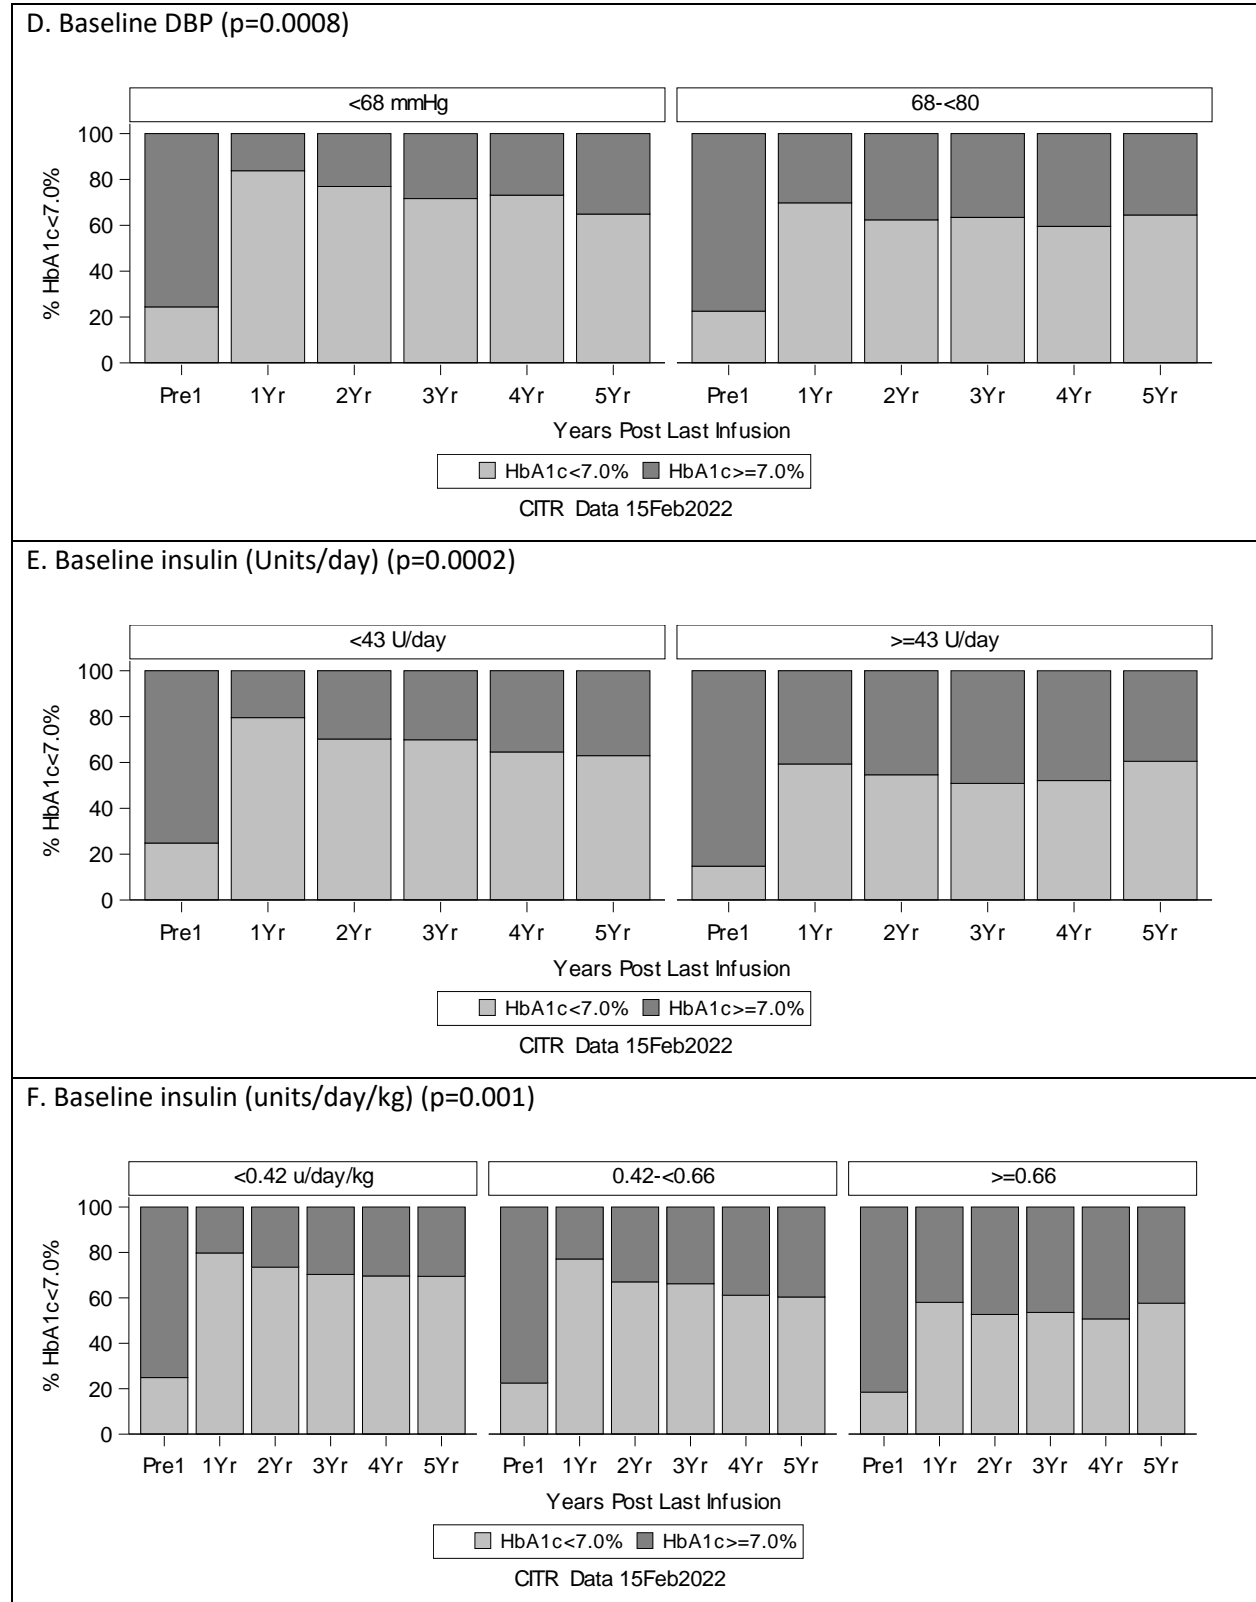 D. Baseline DBP (p=0.0008)
<68 mmHg 68-<80
% HbA1c<7.0%
100
80
60
40
20
0
Pre1 1Yr 2Yr 3Yr 4Yr 5Yr Pre1 1Yr 2Yr 3Yr 4Yr 5Yr
Years Post Last Infusion
HbA1c<7.0% HbA1c>=7.0%
CITR Data 15Feb2022
E. Baseline insulin (Units/day) (p=0.0002)
<43 U/day >=43 U/day
% HbA1c<7.0%
100
80
60
40
20
0
Pre1 1Yr 2Yr 3Yr 4Yr 5Yr Pre1 1Yr 2Yr 3Yr 4Yr 5Yr
Years Post Last Infusion
HbA1c<7.0% HbA1c>=7.0%
CITR Data 15Feb2022
F. Baseline insulin (units/day/kg) (p=0.001)
<0.42 u/day/kg 0.42-<0.66 >=0.66
% HbA1c<7.0%
100
80
60
40
20
0
Pre1 1Yr 2Yr 3Yr 4Yr 5Yr Pre1 1Yr 2Yr 3Yr 4Yr 5Yr Pre1 1Yr 2Yr 3Yr 4Yr 5Yr
Years Post Last Infusion
HbA1c<7.0% HbA1c>=7.0%
CITR Data 15Feb2022